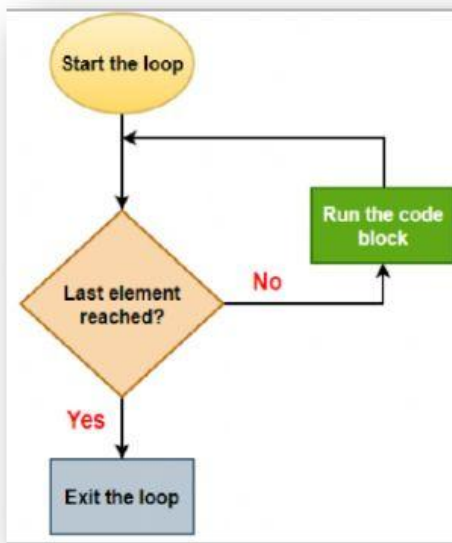 Start the loop
Run the code
block
Last element
reached?
No
Yes
Exit the loop